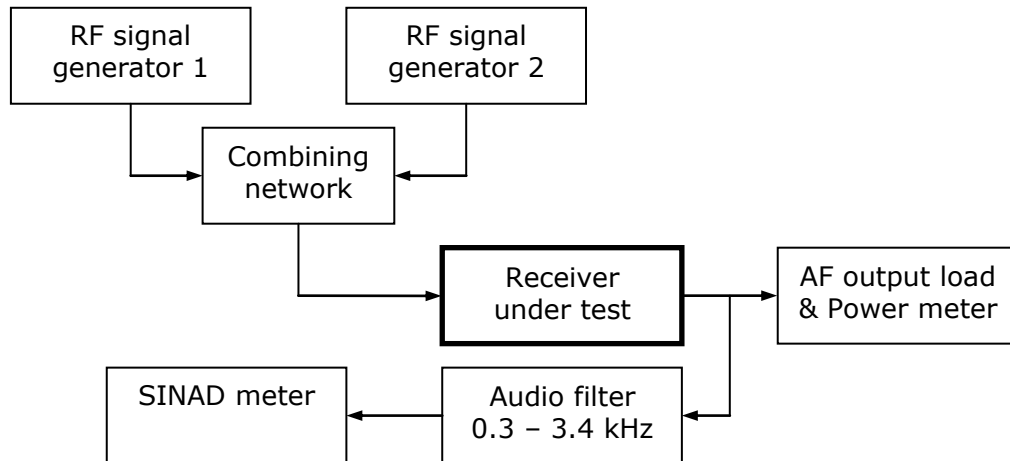 RF signal
generator 1
RF signal
generator 2
Combining
network
Receiver
under test
AF output load
& Power meter
SINAD meter
Audio filter
0.3 – 3.4 kHz